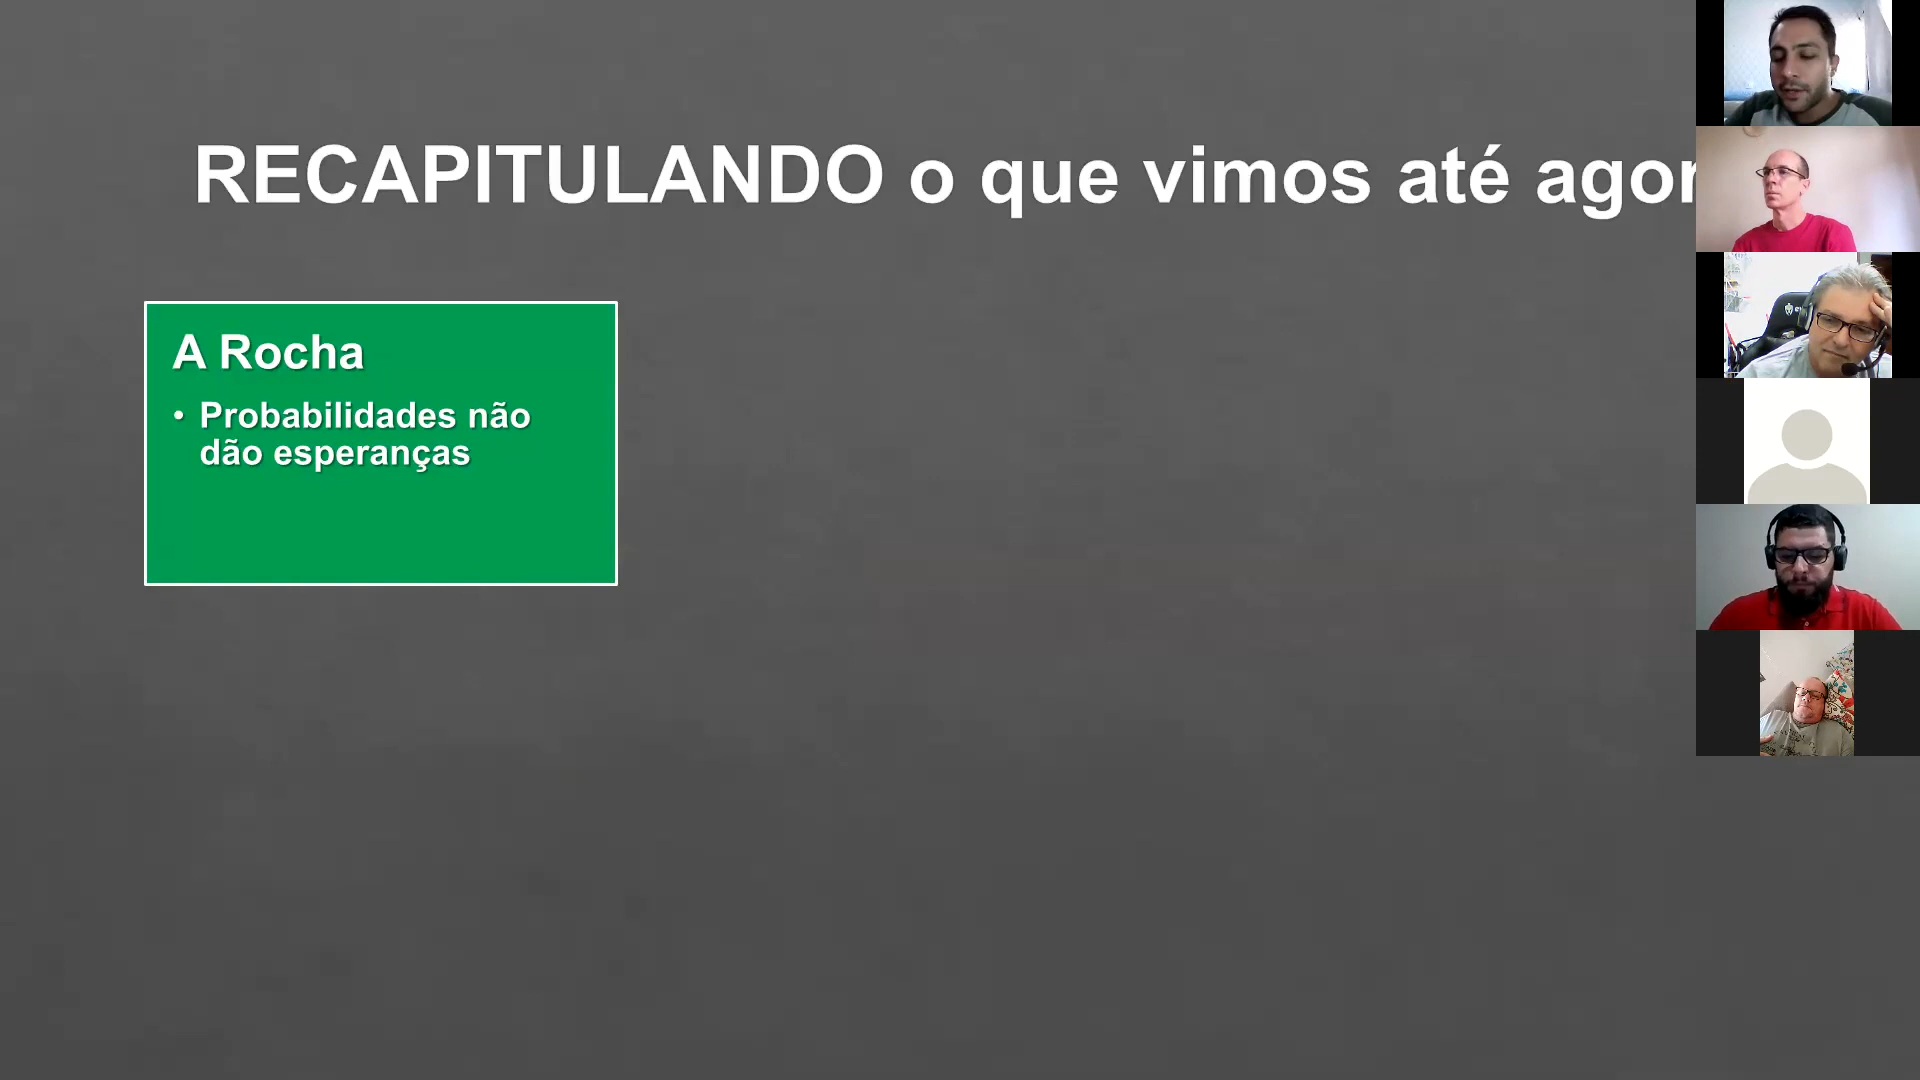 RECAPITULANDO o que vimos até agor
A Rocha
• Probabilidades não
dão esperanças